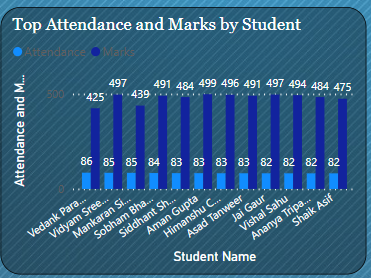 Top Attendance and Marks by Student
Attendance Marks
Attendance and M...
500
0
86 425 85 497 85 439 84 491 83 484 83 499 83 496 83 491 82 497 82 494 82 484 82 475
Vedank Para...
Vidyam Sree...
Mankaran Si...
Sobham Bha...
Siddhant Sh...
Aman Gupta
Himanshu C...
Asad Tanweer
Jai Gaur
Vishal Sahu
Ananya Tripa...
Shaik Asif
Student Name